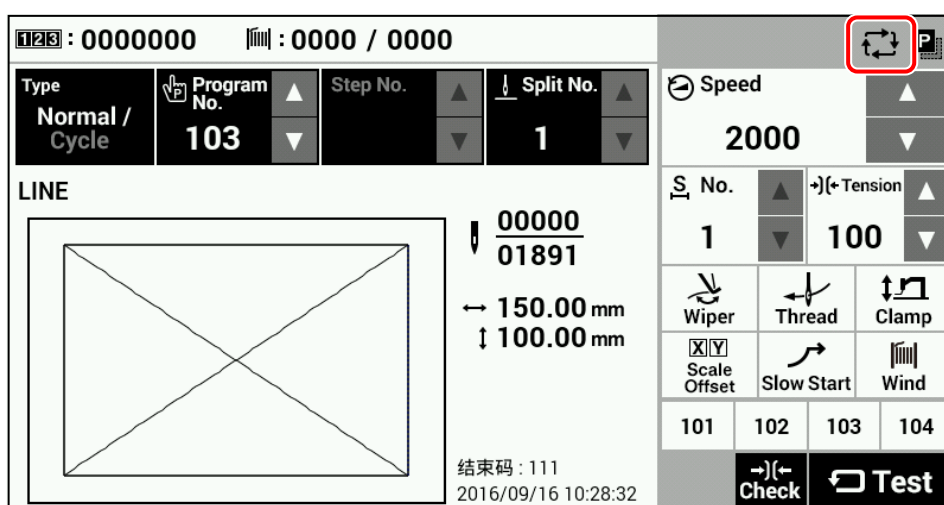 123 : 0000000 : 0000 / 0000 P
Type
Normal /
Cycle
P Program No.
103
Step No.
Split No.
1
Speed
2000
LINE
S No.
1
Tension
100
00000
01891
150.00 mm
100.00 mm
Wiper
Thread
Clamp
X Y
Scale
Offset
Slow Start
Wind
101 102 103 104
结束码 : 111
2016/09/16 10:28:32
Check
Test